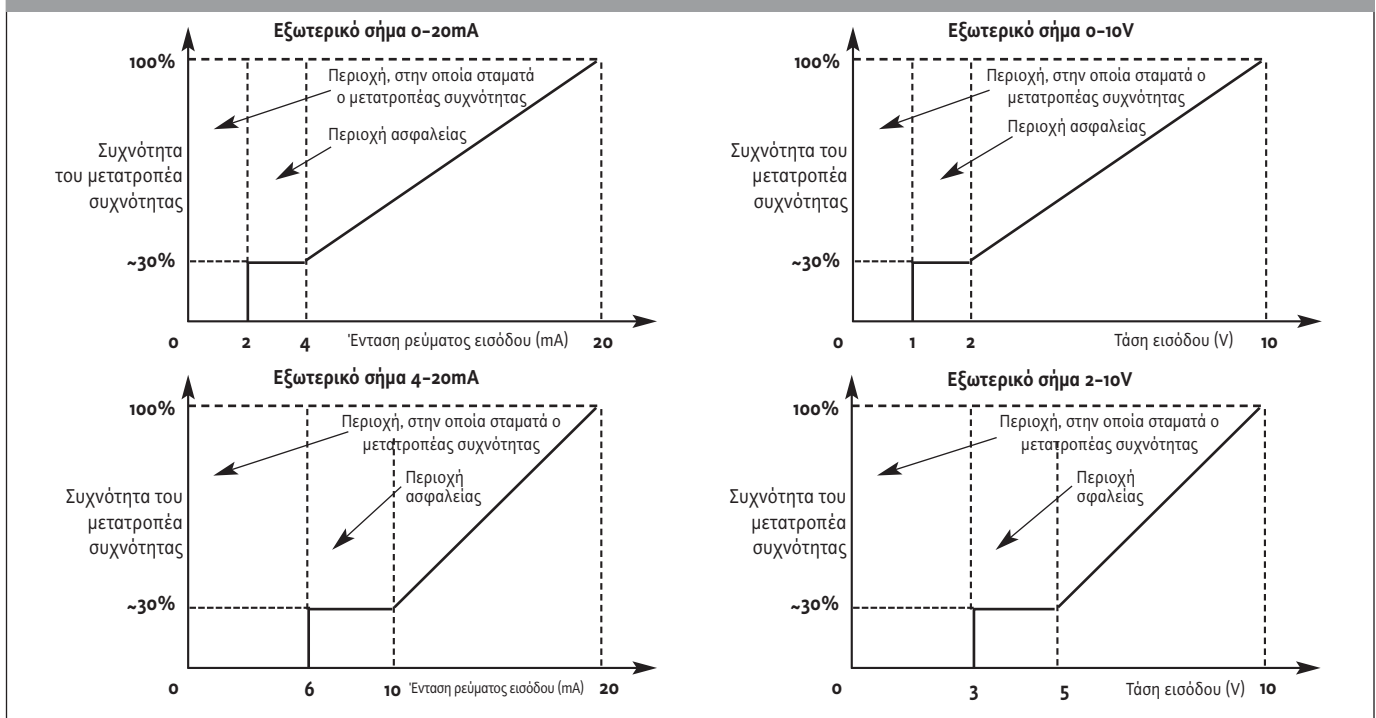 Εξωτερικό σήμα 0-20mA
100%
Περιοχή, στην οποία σταματά
ο μετατροπέας συχνότητας
Περιοχή ασφαλείας
Συχνότητα
του μετατροπέα
συχνότητας
~30%
0 2 4 Ένταση ρεύματος εισόδου (mA) 20
Εξωτερικό σήμα 0-10V
100%
Περιοχή, στην οποία σταματά ο
μετατροπέας συχνότητας
Περιοχή ασφαλείας
Συχνότητα του
μετατροπέα
συχνότητας
~30%
0 1 2 Τάση εισόδου (V) 10
Εξωτερικό σήμα 4-20mA
100%
Περιοχή, στην οποία σταματά ο
μετατροπέας συχνότητας
Περιοχή
ασφαλείας
Συχνότητα του
μετατροπέα
συχνότητας
~30%
0 6 10 Ένταση ρεύματος εισόδου (mA) 20
Εξωτερικό σήμα 2-10V
100%
Περιοχή, στην οποία σταματά ο
μετατροπέας συχνότητας
Περιοχή
σφαλείας
Συχνότητα του
μετατροπέα
συχνότητας
~30%
0 3 5 Τάση εισόδου (V) 10